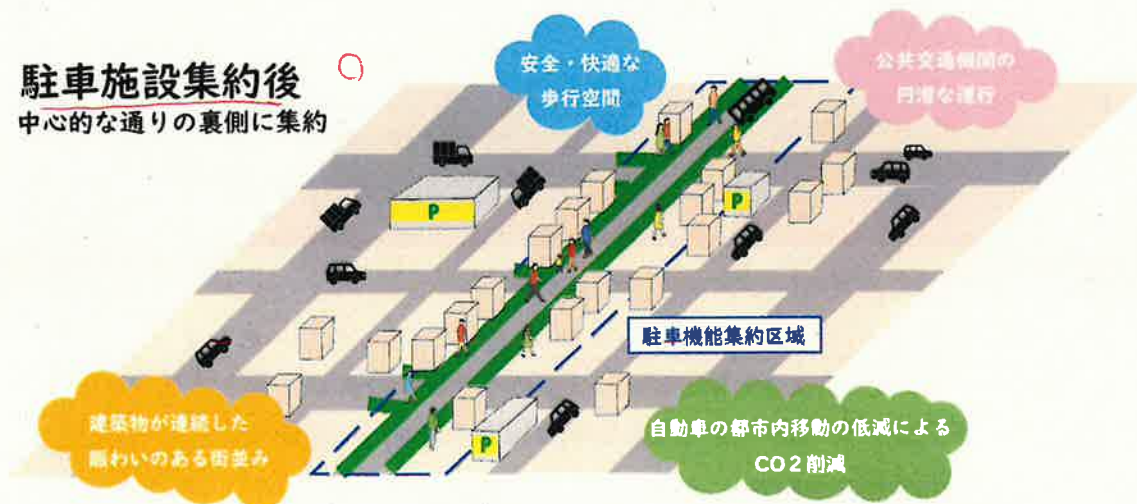 駐車施設集約後
中心的な通りの裏側に集約
安全・快適な
歩行空間
公共交通機関の
円滑な運行
P
P
駐車機能集約区域
建築物が連続した
賑わいのある街並み
P
自動車の都市内移動の低減による
CO2削減